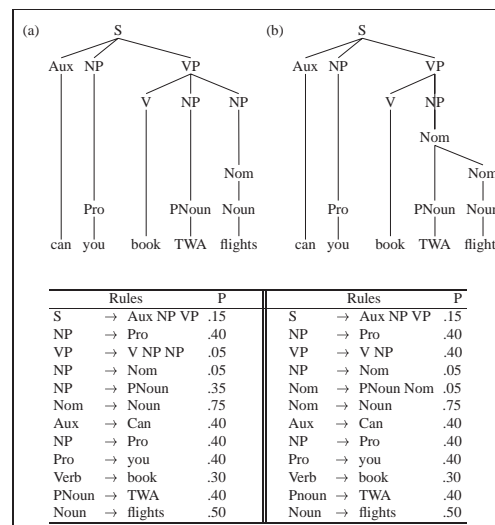 (a) S (b) S
Aux NP VP Aux NP VP
V NP NP V NP
Nom
Nom Nom
Pro PNoun Noun Pro PNoun Noun
can you book TWA flights can you book TWA flights
Rules P Rules P
S → Aux NP VP .15 S → Aux NP VP .15
NP → Pro .40 NP → Pro .40
VP → V NP NP .05 VP → V NP .40
NP → Nom .05 NP → Nom .05
NP → PNoun .35 Nom → PNoun Nom .05
Nom → Noun .75 Nom → Noun .75
Aux → Can .40 Aux → Can .40
NP → Pro .40 NP → Pro .40
Pro → you .40 Pro → you .40
Verb → book .30 Verb → book .30
PNoun → TWA .40 Pnoun → TWA .40
Noun → flights .50 Noun → flights .50